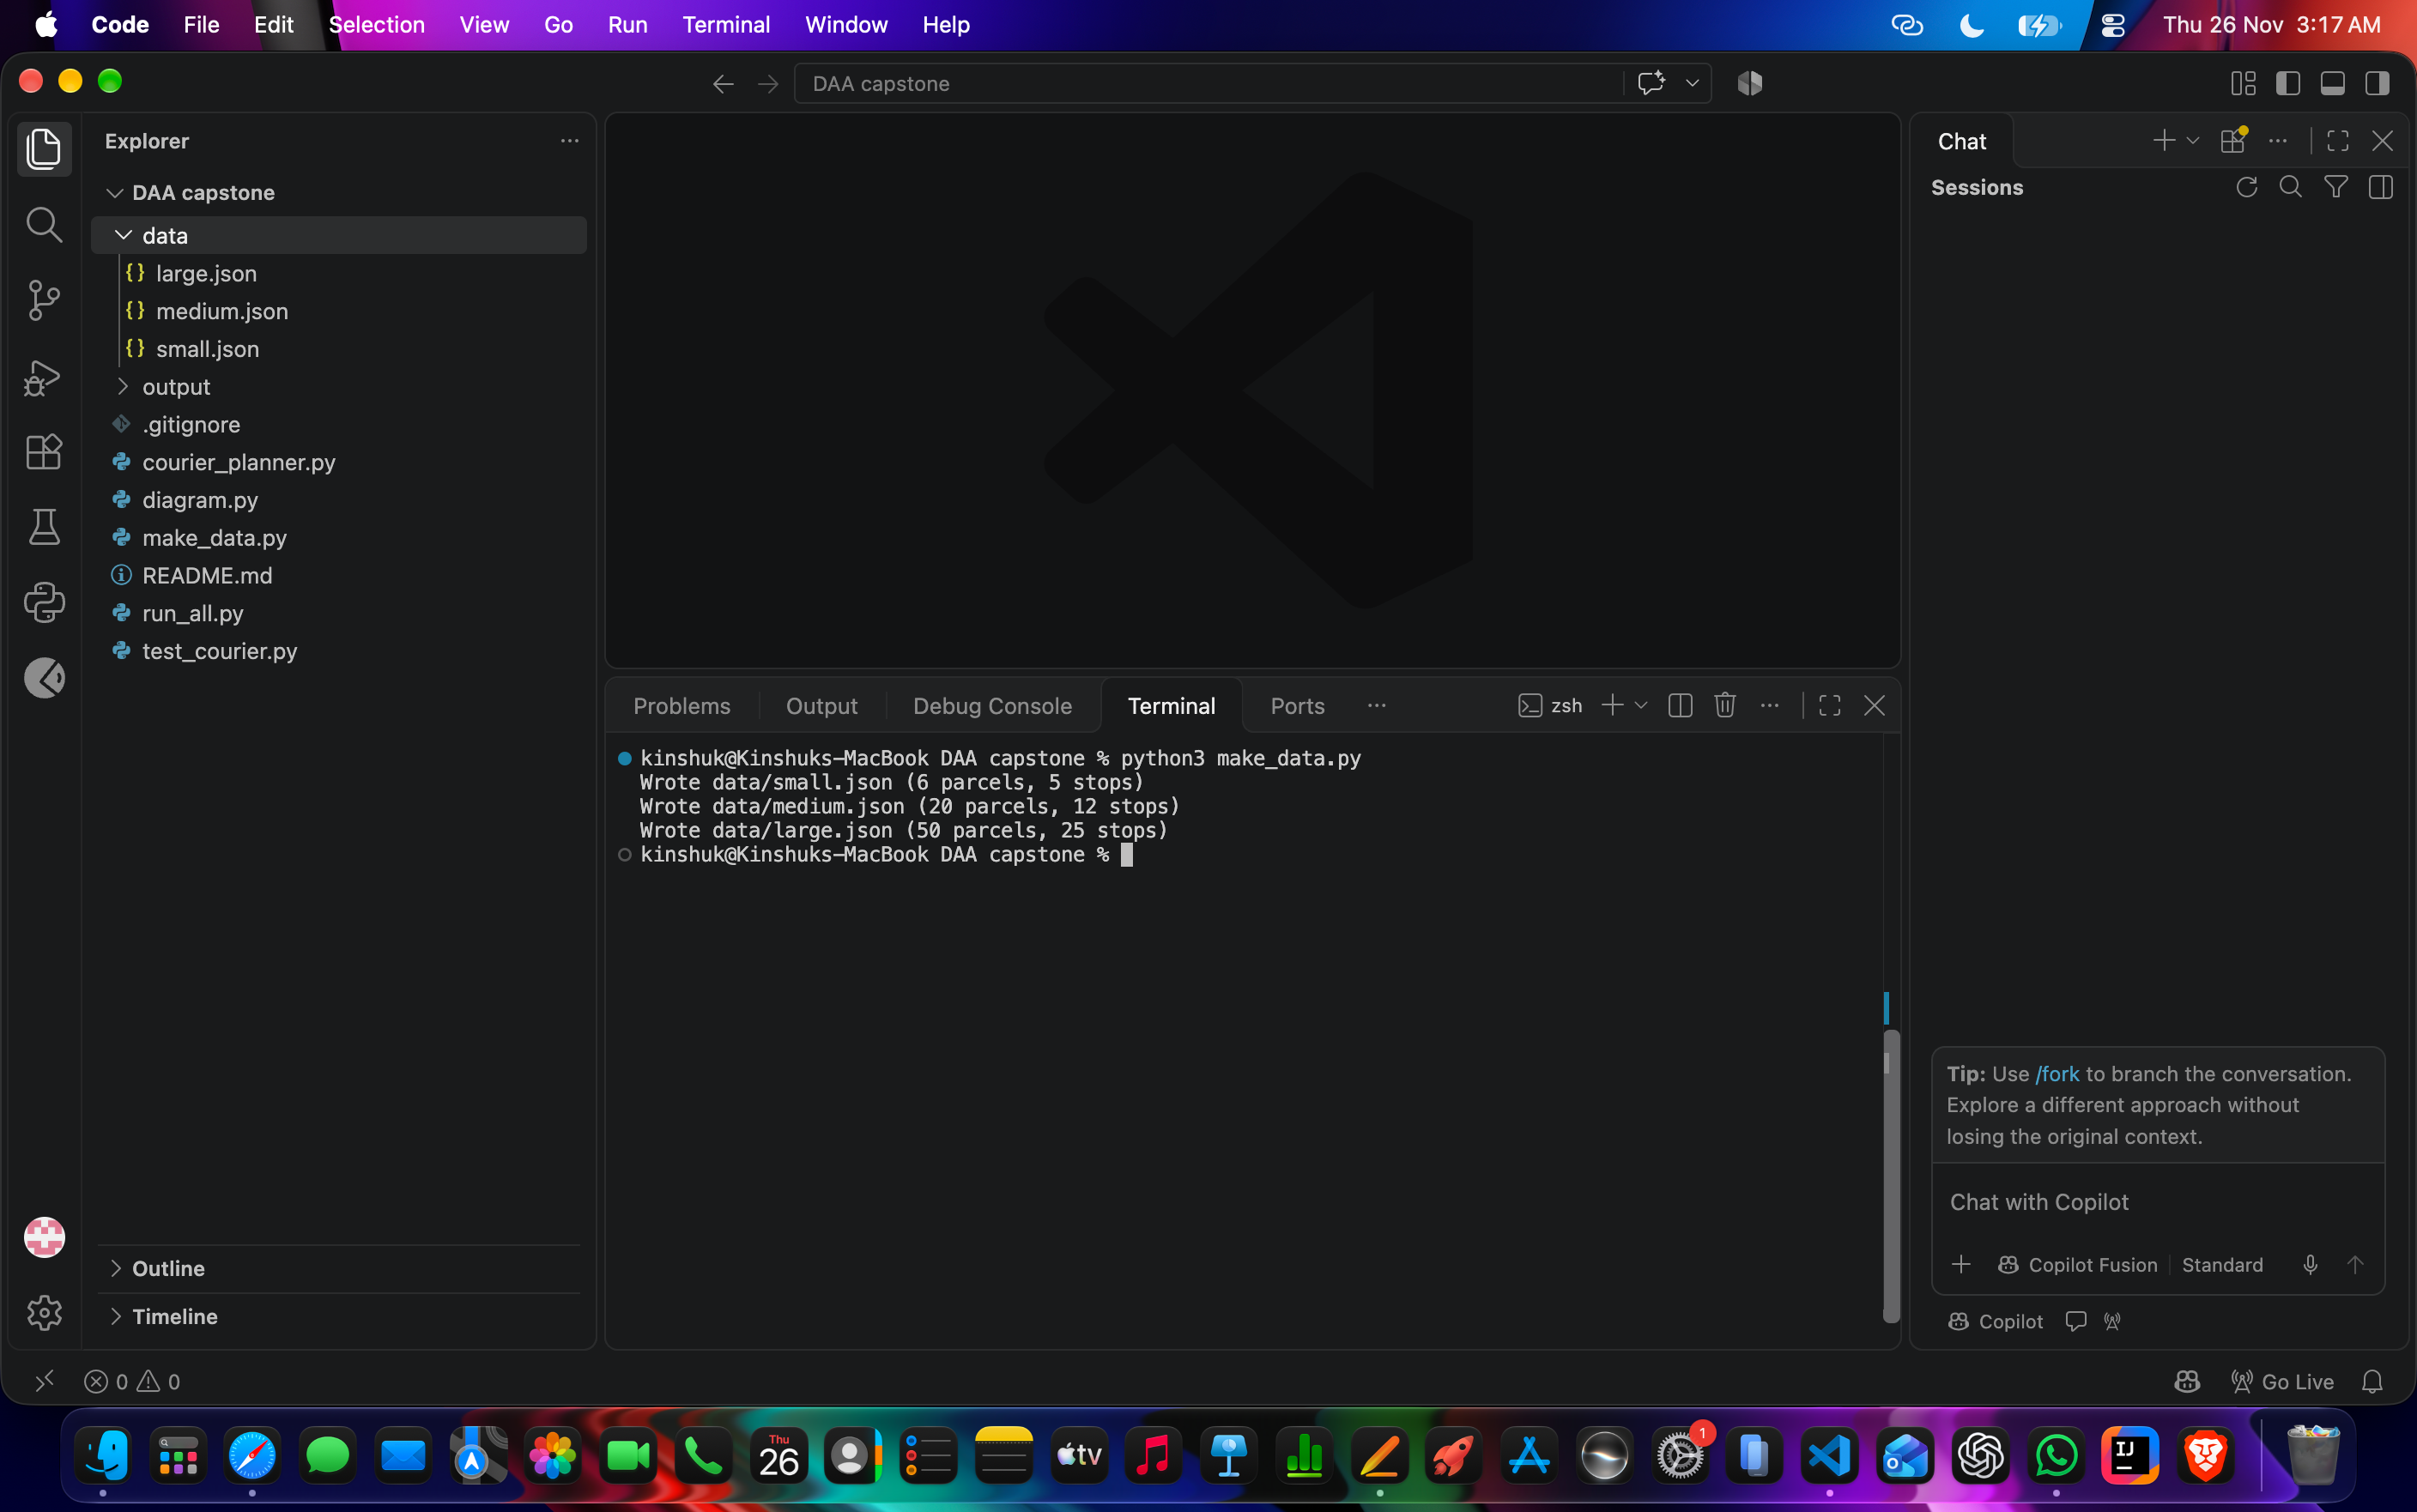 Code File Edit Selection View Go Run Terminal Window Help
Thu 26 Nov 3:17 AM
DAA capstone
Explorer
DAA capstone
data
large.json
medium.json
small.json
output
.gitignore
courier_planner.py
diagram.py
make_data.py
README.md
run_all.py
test_courier.py
Outline
Timeline
Problems Output Debug Console Terminal Ports
zsh
kinshuk@Kinshuks-MacBook DAA capstone % python3 make_data.py
Wrote data/small.json (6 parcels, 5 stops)
Wrote data/medium.json (20 parcels, 12 stops)
Wrote data/large.json (50 parcels, 25 stops)
kinshuk@Kinshuks-MacBook DAA capstone %
Chat
Sessions
Tip: Use /fork to branch the conversation.
Explore a different approach without
losing the original context.
Chat with Copilot
Copilot Fusion Standard
Copilot
0 0
Go Live
Thu
26
tv
1
IJ